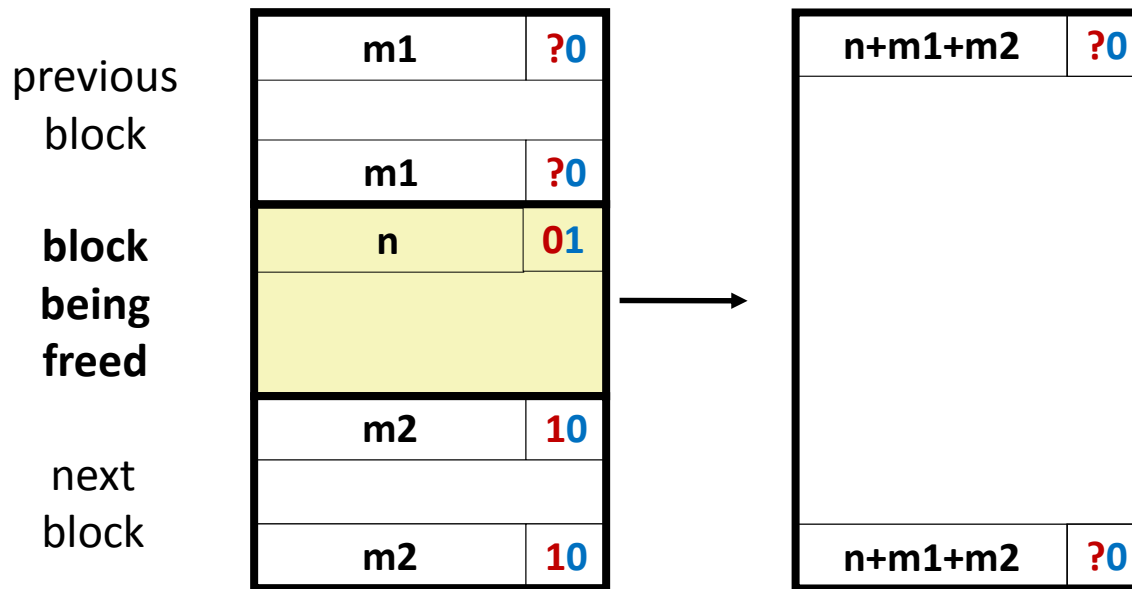 previous
block
block
being
freed
next
block
m1 ?0
m1 ?0
n 01
m2 10
m2 10
n+m1+m2 ?0
n+m1+m2 ?0